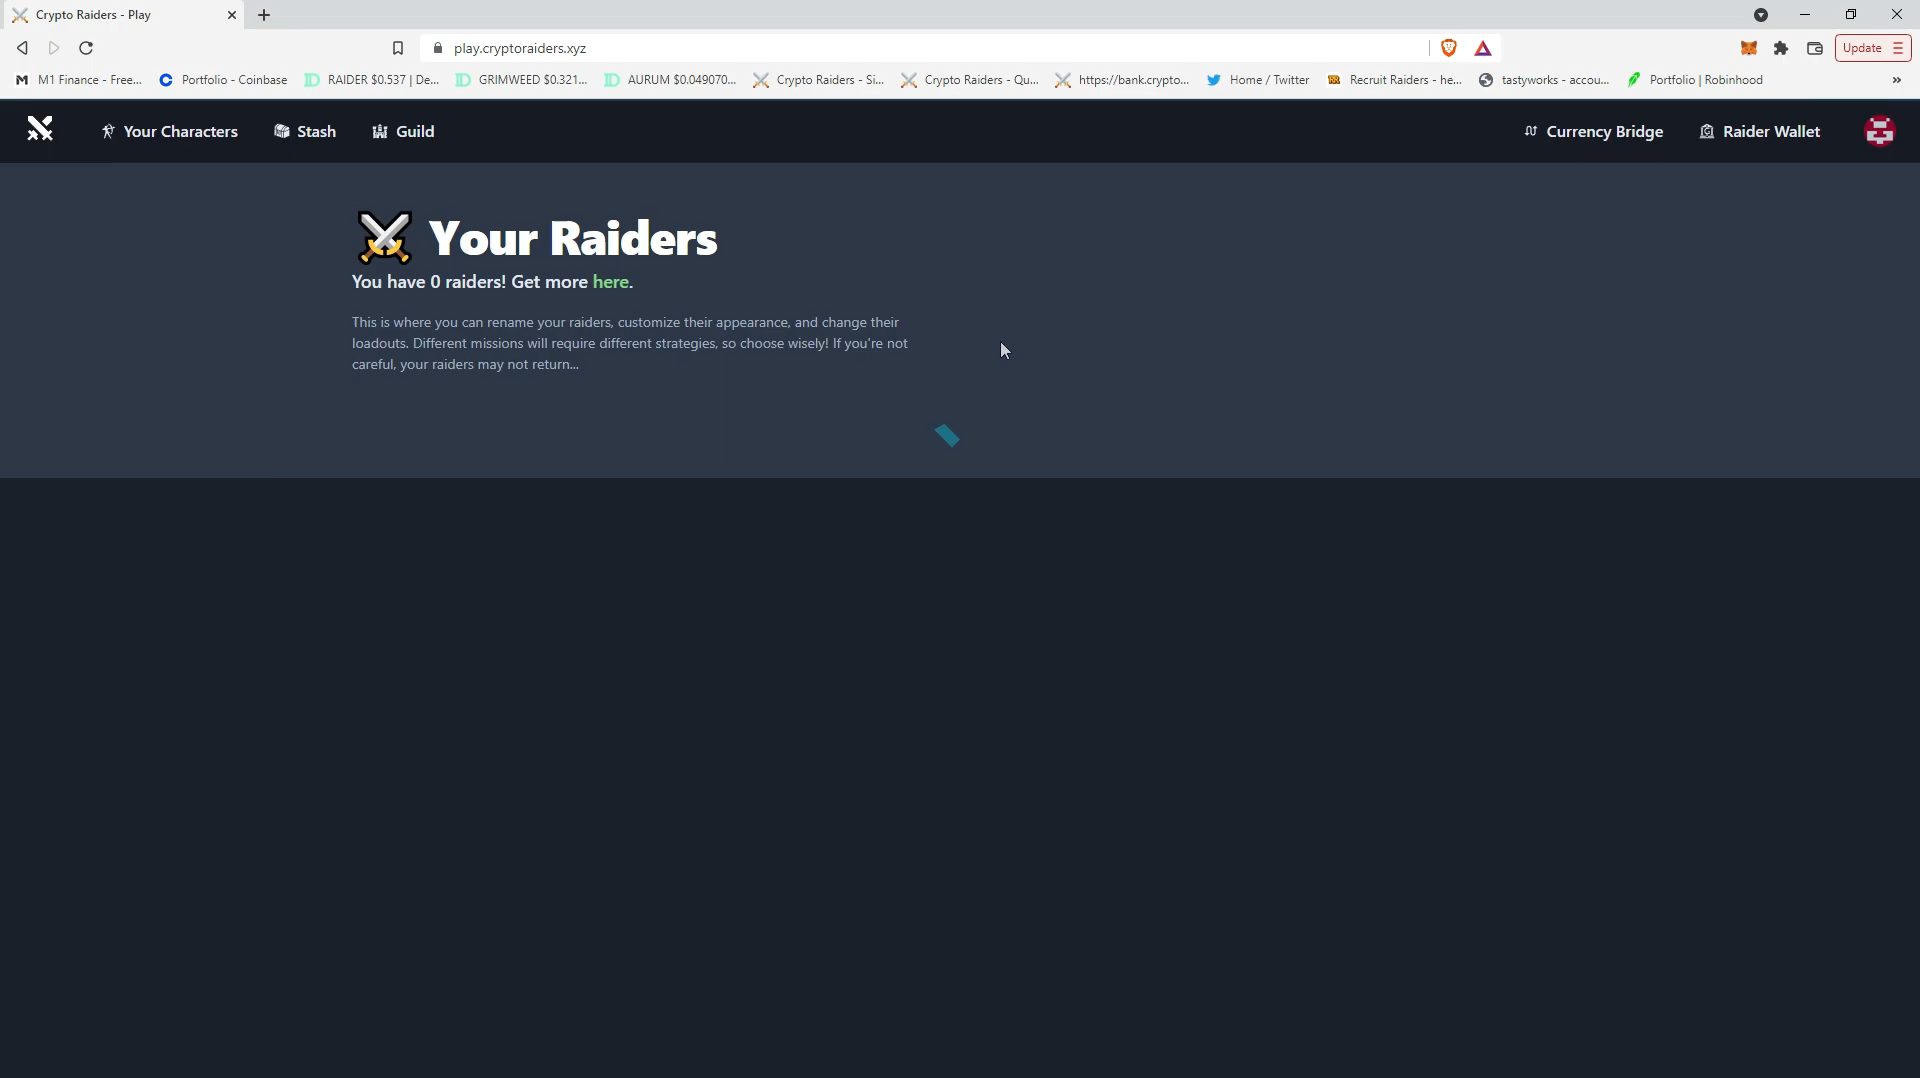 Crypto Raiders - Play
play.cryptoraiders.xyz
Update
M1 Finance - Free...
Portfolio - Coinbase
RAIDER $0.537 | De...
GRIMWEED $0.321...
AURUM $0.049070...
Crypto Raiders - Si...
Crypto Raiders - Qu...
https://bank.crypto...
Home / Twitter
Recruit Raiders - he...
tastyworks - accou...
Portfolio | Robinhood
Your Characters
Stash
Guild
Currency Bridge
Raider Wallet
Your Raiders
You have 0 raiders! Get more here.
This is where you can rename your raiders, customize their appearance, and change their
loadouts. Different missions will require different strategies, so choose wisely! If you're not
careful, your raiders may not return...